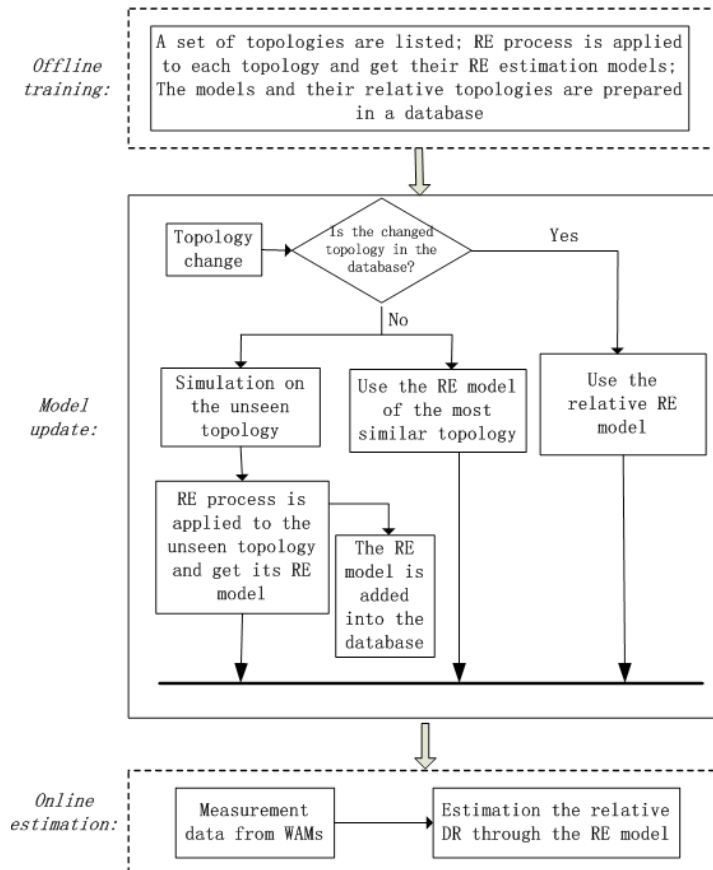 Offline
training:
A set of topologies are listed; RE process is applied
to each topology and get their RE estimation models;
The models and their relative topologies are prepared
in a database
Model
update:
Topology
change
Is the changed
topology in the
database?
Yes
No
Simulation on
the unseen
topology
Use the RE model
of the most
similar topology
Use the
relative RE
model
RE process is
applied to the
unseen topology
and get its RE
model
The RE
model is
added
into the
database
Online
estimation:
Measurement
data from WAMs
Estimation the relative
DR through the RE model